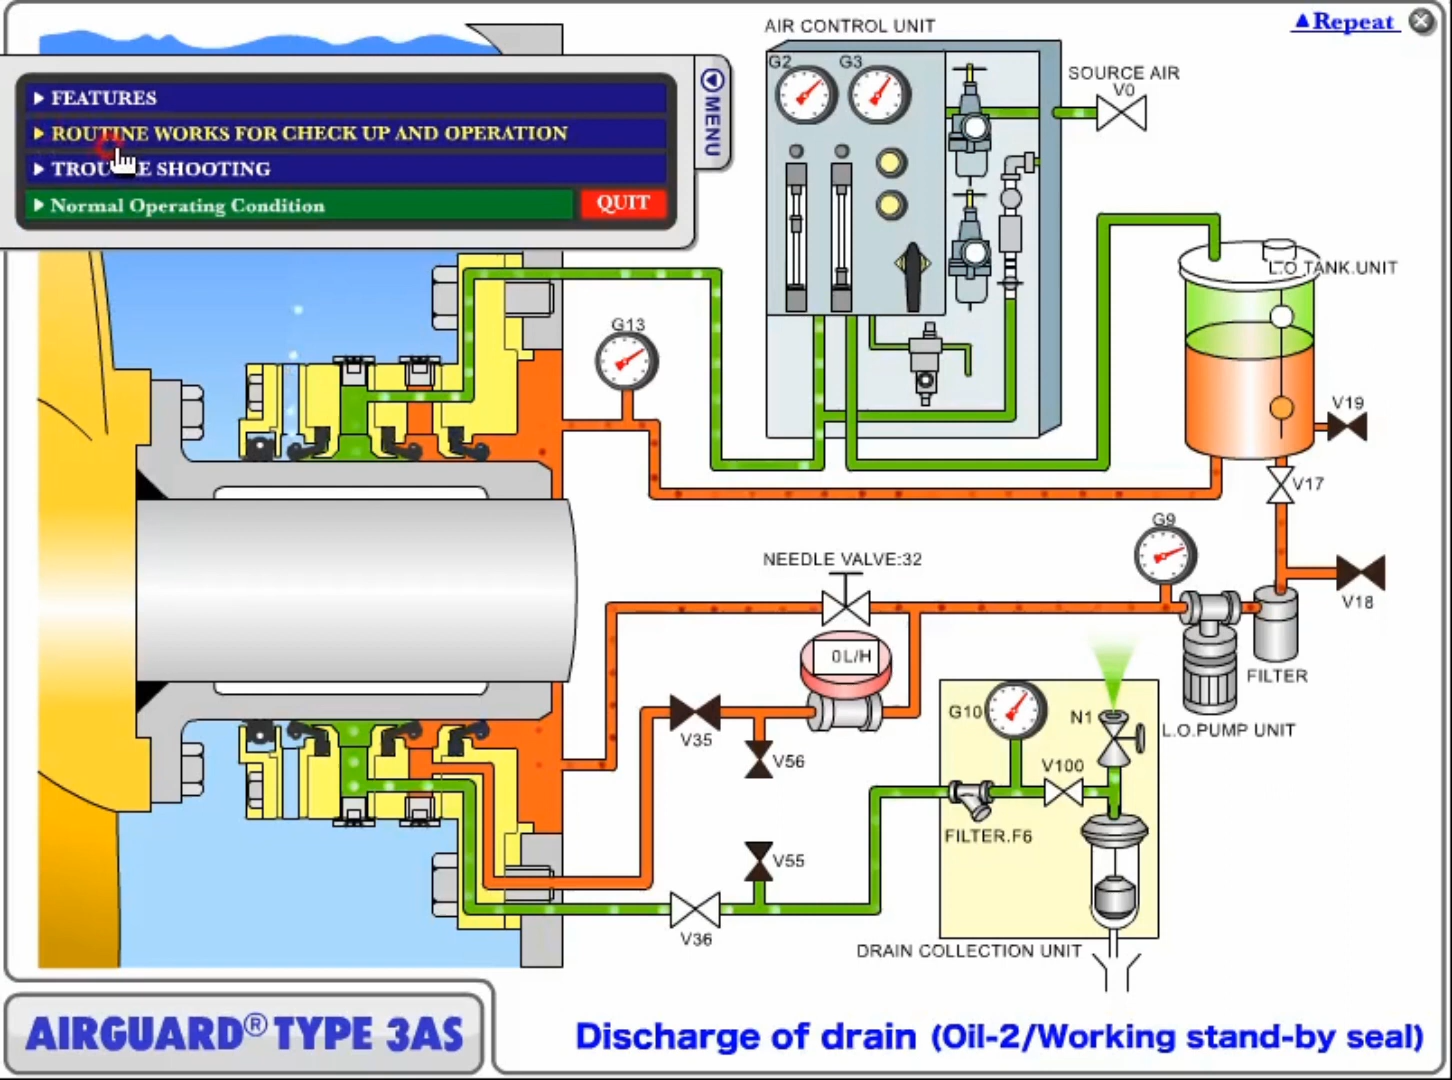 AIR CONTROL UNIT
Repeat
G2
G3
SOURCE AIR
V0
MENU
FEATURES
ROUTINE WORKS FOR CHECK UP AND OPERATION
TROUBLE SHOOTING
Normal Operating Condition
QUIT
L.O.TANK.UNIT
G13
V19
V17
G9
NEEDLE VALVE:32
V18
0L/H
FILTER
G10
N1
L.O.PUMP UNIT
V35
V56
V100
FILTER.F6
V55
V36
DRAIN COLLECTION UNIT
AIRGUARD® TYPE 3AS
Discharge of drain (Oil-2/Working stand-by seal)